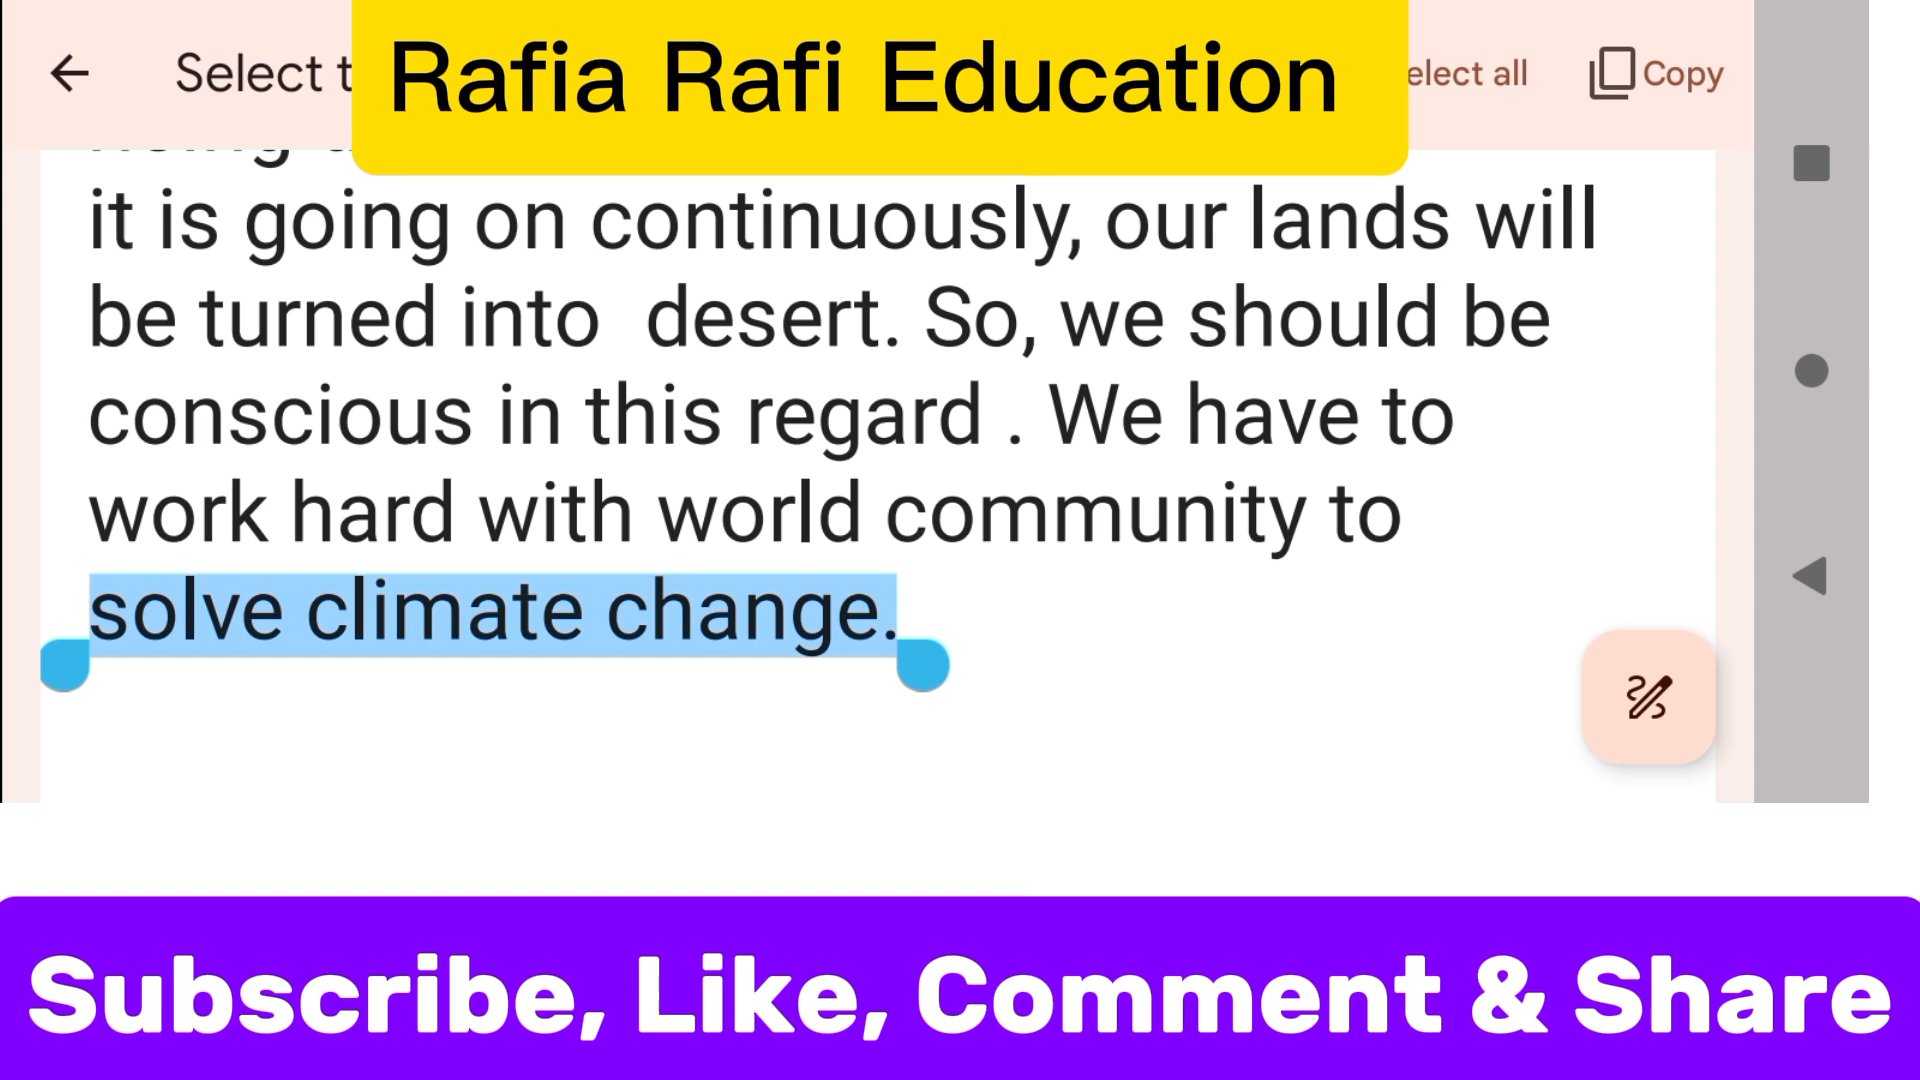 Rafia Rafi Education
Select
elect all
Copy
it is going on continuously, our lands will
be turned into  desert. So, we should be
conscious in this regard . We have to
work hard with world community to
solve climate change.
Subscribe, Like, Comment & Share